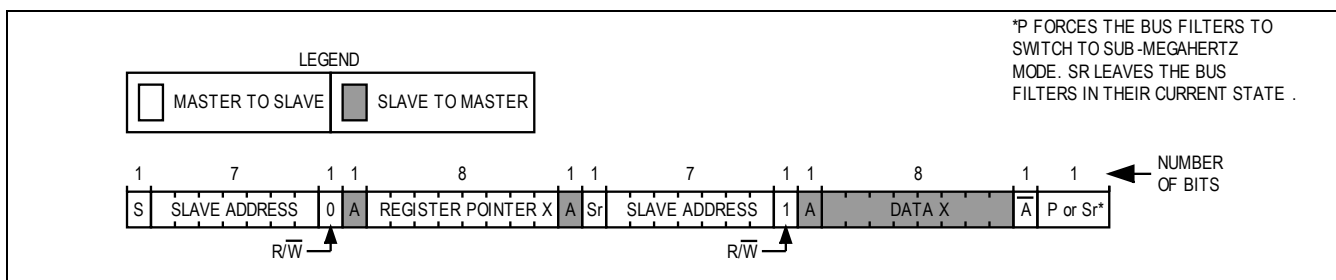 *P FORCES THE BUS FILTERS TO
SWITCH TO SUB-MEGAHERTZ
MODE. SR LEAVES THE BUS
FILTERS IN THEIR CURRENT STATE .
LEGEND
MASTER TO SLAVE SLAVE TO MASTER
1 7 1 1 8 1 1 7 1 1 8 1 1 NUMBER
OF BITS
S SLAVE ADDRESS 0 A REGISTER POINTER X A Sr SLAVE ADDRESS 1 A DATA X A̅ P or Sr*
R/W̅ R/W̅